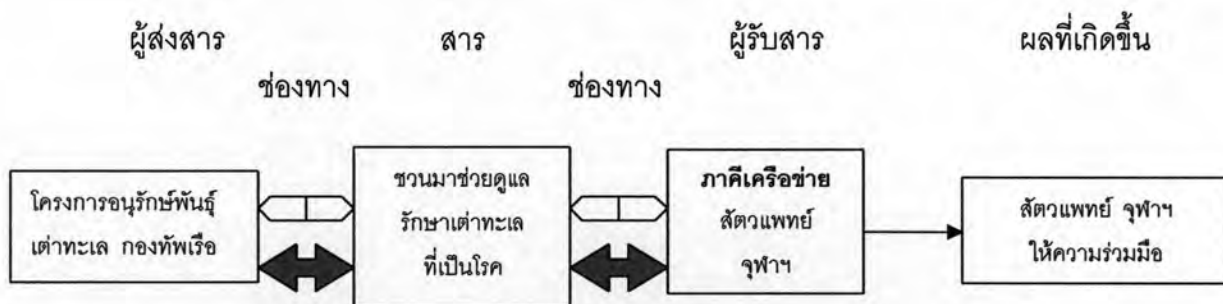 ผู้ส่งสาร สาร ผู้รับสาร ผลที่เกิดขึ้น
ช่องทาง ช่องทาง
โครงการอนุรักษ์พันธุ์
เต่าทะเล กองทัพเรือ
ชวนมาช่วยดูแล
รักษาเต่าทะเล
ที่เป็นโรค
ภาคีเครือข่าย
สัตวแพทย์
จุฬาฯ
สัตวแพทย์ จุฬาฯ
ให้ความร่วมมือ